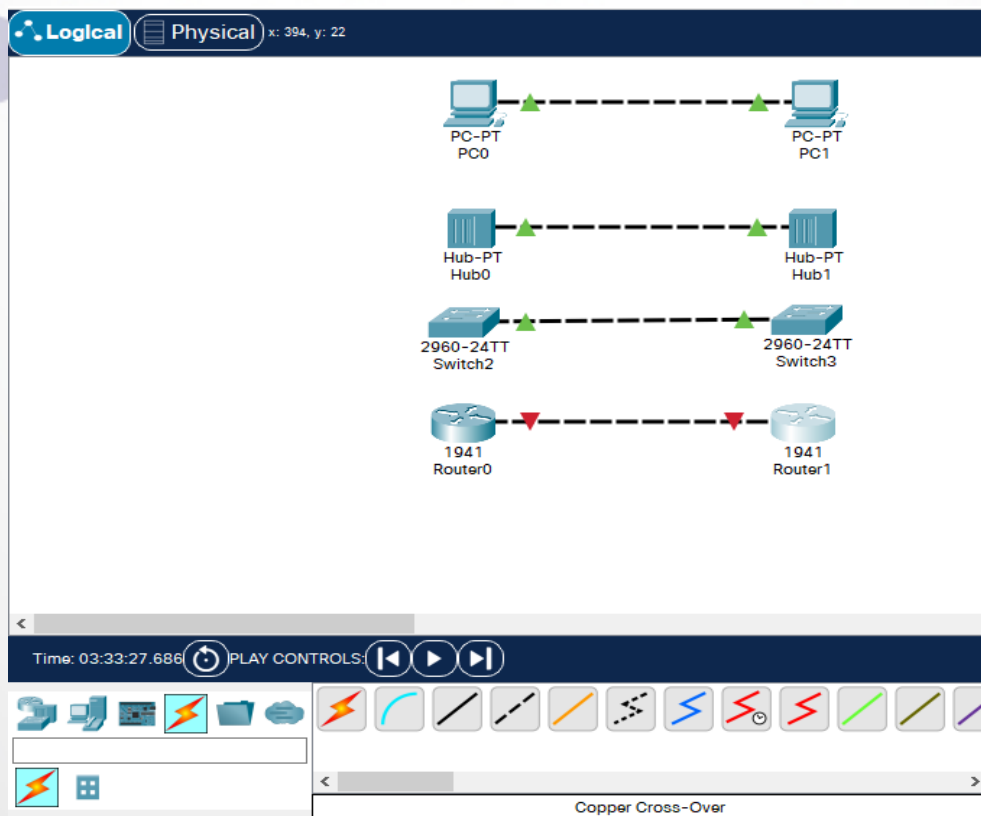 Logical Physical x: 394, y: 22
PC-PT PC-PT
PC0 PC1
Hub-PT Hub-PT
Hub0 Hub1
2960-24TT 2960-24TT
Switch2 Switch3
1941 1941
Router0 Router1
Time: 03:33:27.686 PLAY CONTROLS:
Copper Cross-Over